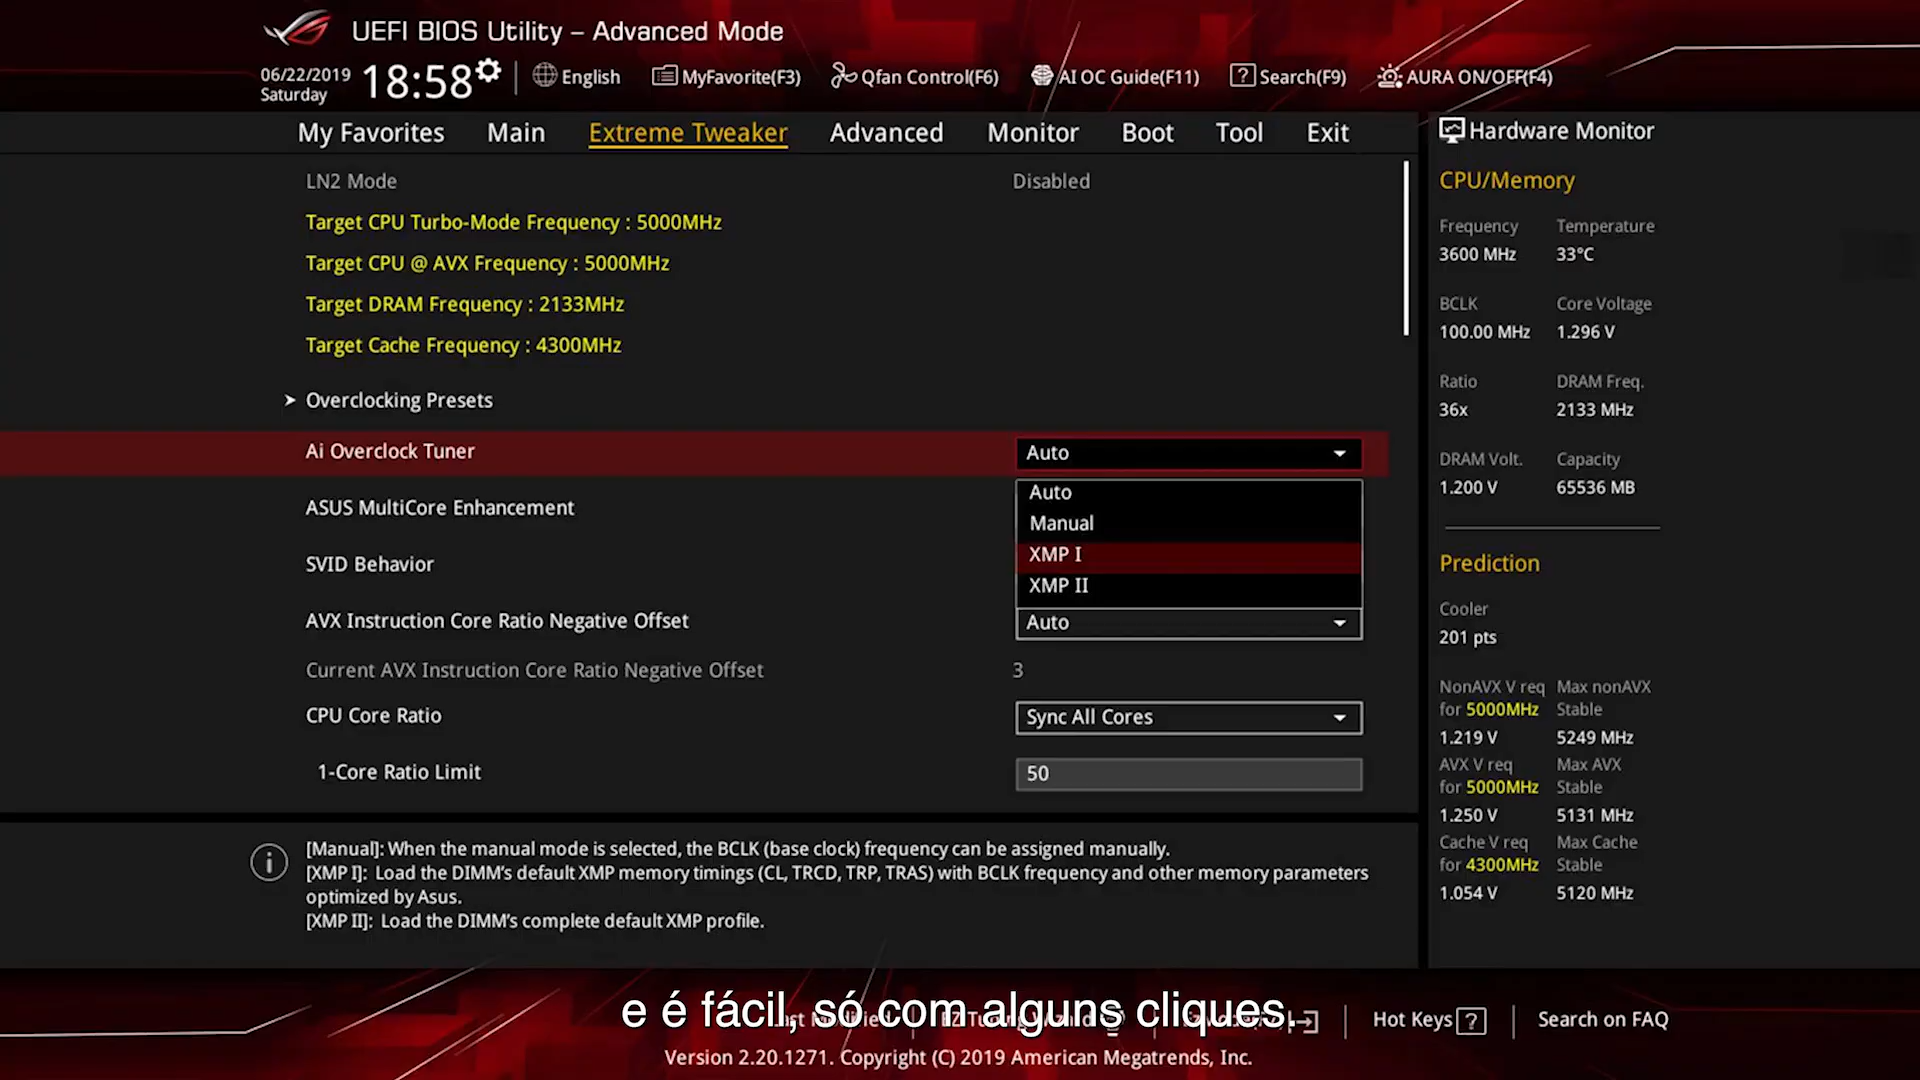 UEFI BIOS Utility – Advanced Mode
06/22/2019
Saturday
18:58
English
MyFavorite(F3)
Qfan Control(F6)
AI OC Guide(F11)
Search(F9)
AURA ON/OFF(F4)
My Favorites
Main
Extreme Tweaker
Advanced
Monitor
Boot
Tool
Exit
LN2 Mode
Disabled
Target CPU Turbo-Mode Frequency : 5000MHz
Target CPU @ AVX Frequency : 5000MHz
Target DRAM Frequency : 2133MHz
Target Cache Frequency : 4300MHz
Overclocking Presets
Ai Overclock Tuner
Auto
Auto
Manual
XMP I
XMP II
ASUS MultiCore Enhancement
SVID Behavior
AVX Instruction Core Ratio Negative Offset
Auto
Current AVX Instruction Core Ratio Negative Offset
3
CPU Core Ratio
Sync All Cores
1-Core Ratio Limit
50
[Manual]: When the manual mode is selected, the BCLK (base clock) frequency can be assigned manually.
[XMP I]: Load the DIMM's default XMP memory timings (CL, TRCD, TRP, TRAS) with BCLK frequency and other memory parameters
optimized by Asus.
[XMP II]: Load the DIMM's complete default XMP profile.
Hardware Monitor
CPU/Memory
Frequency Temperature
3600 MHz 33°C
BCLK Core Voltage
100.00 MHz 1.296 V
Ratio DRAM Freq.
36x 2133 MHz
DRAM Volt. Capacity
1.200 V 65536 MB
Prediction
Cooler
201 pts
NonAVX V req Max nonAVX
for 5000MHz Stable
1.219 V 5249 MHz
AVX V req Max AVX
for 5000MHz Stable
1.250 V 5131 MHz
Cache V req Max Cache
for 4300MHz Stable
1.054 V 5120 MHz
e é fácil, só com alguns cliques.
Hot Keys ?
Search on FAQ
Version 2.20.1271. Copyright (C) 2019 American Megatrends, Inc.